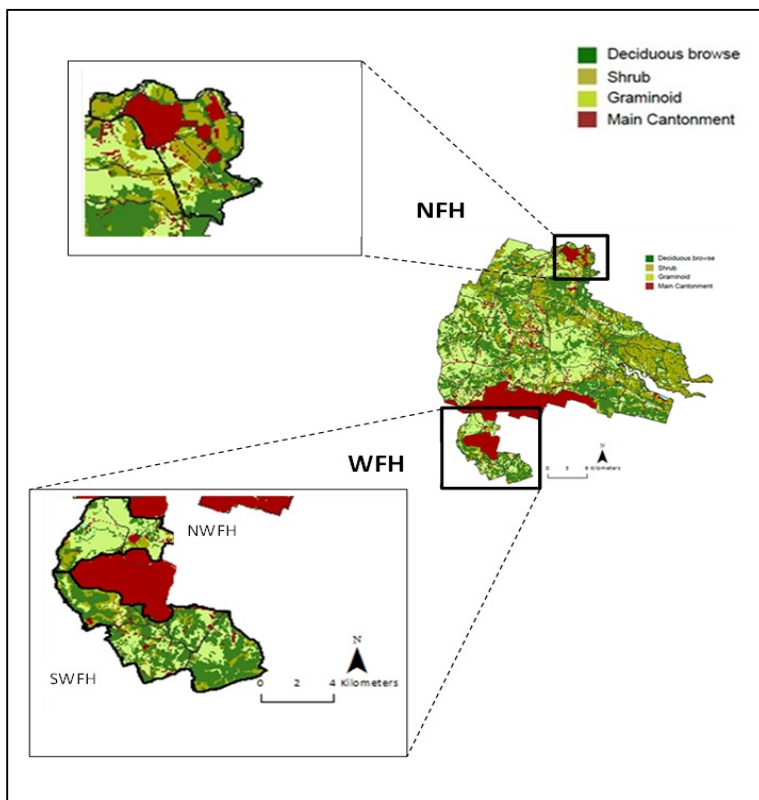 Deciduous browse
Shrub
Graminoid
Main Cantonment
NFH
Deciduous browse
Shrub
Graminoid
Main Cantonment
WFH
N
0 3 6 Kilometers
NWFH
SWFH
N
0 2 4 Kilometers